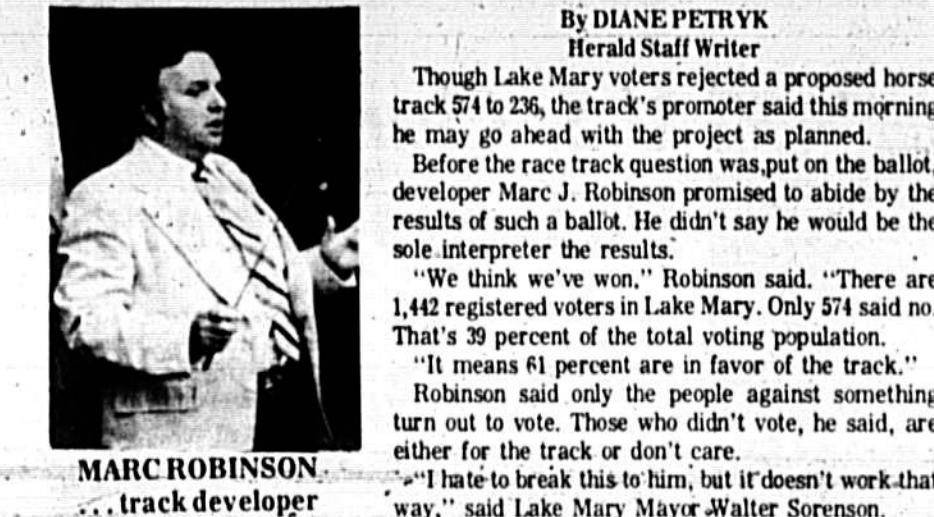 By DIANE PETRYK
Herald Staff Writer
Though Lake Mary voters rejected a proposed horse
track 574 to 236, the track's promoter said this morning
he may go ahead with the project as planned.
Before the race track question was put on the ballot,
developer Marc J. Robinson promised to abide by the
results of such a ballot. He didn't say he would be the
sole interpreter the results.
"We think we've won," Robinson said. "There are
1,442 registered voters in Lake Mary. Only 574 said no.
That's 39 percent of the total voting population.
"It means 61 percent are in favor of the track."
Robinson said only the people against something
turn out to vote. Those who didn't vote, he said, are
either for the track or don't care.
"I hate to break this to him, but it doesn't work that
way," said Lake Mary Mayor Walter Sorenson.
MARC ROBINSON
. . . track developer